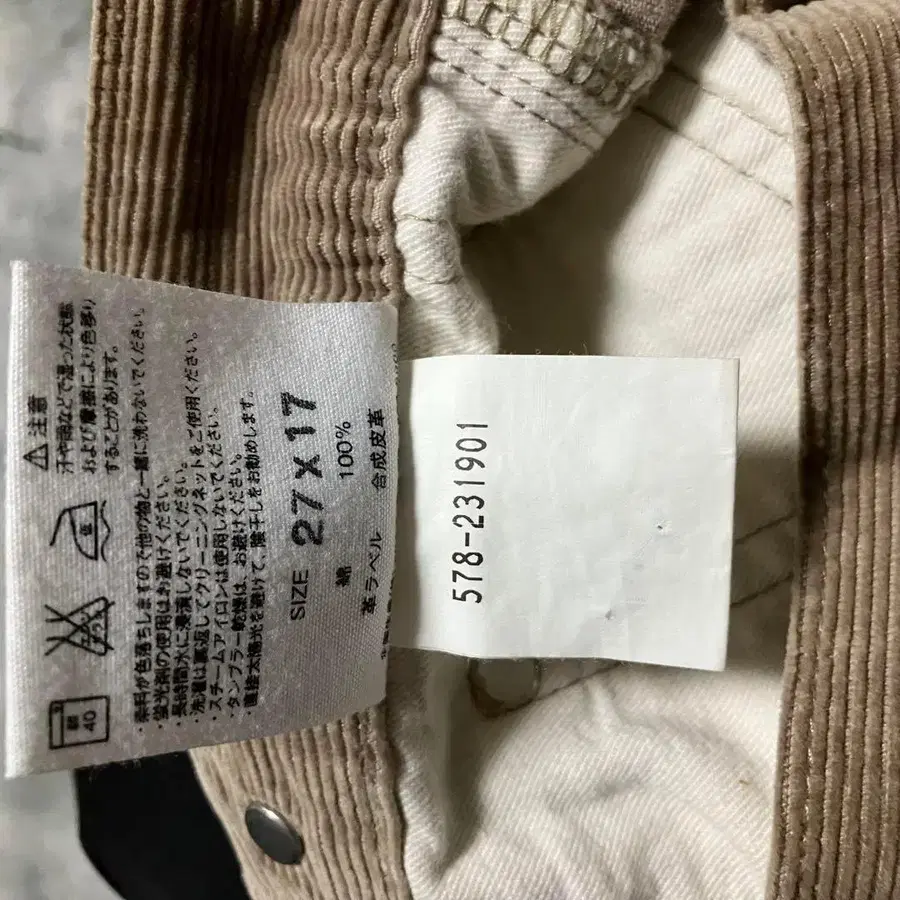 ⚠ 注意
汗や雨などで湿った状態
および摩擦により色移り
することがあります。
弱
40
・染料が色落ちしますので他の物と一緒に洗わないでください。
・蛍光剤の使用はお避けください。
・長時間水に浸漬しないでください。
・洗濯は裏返してクリーニングネットをご使用ください。
・スチームアイロンは使用しないでください。
・タンブラー乾燥は、お避けください。
・直接太陽光を避けて、陰干しをお勧めします。
SIZE 27×17
綿 100%
革ラベル 合成皮革
578-231901